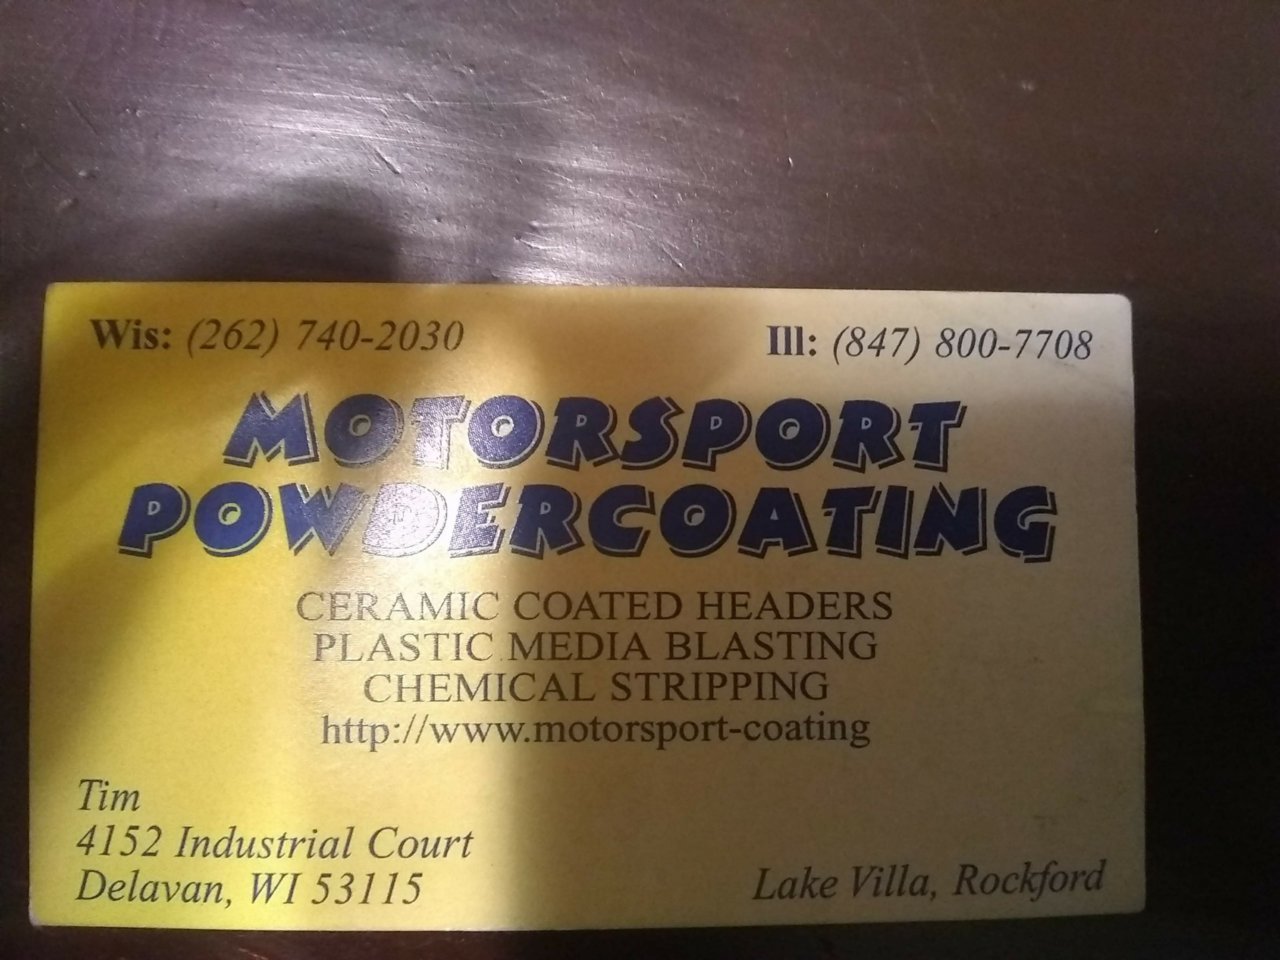 Wis: (262) 740-2030 Ill: (847) 800-7708
MOTORSPORT
POWDERCOATING
CERAMIC COATED HEADERS
PLASTIC MEDIA BLASTING
CHEMICAL STRIPPING
http://www.motorsport-coating
Tim
4152 Industrial Court
Delavan, WI 53115
Lake Villa, Rockford